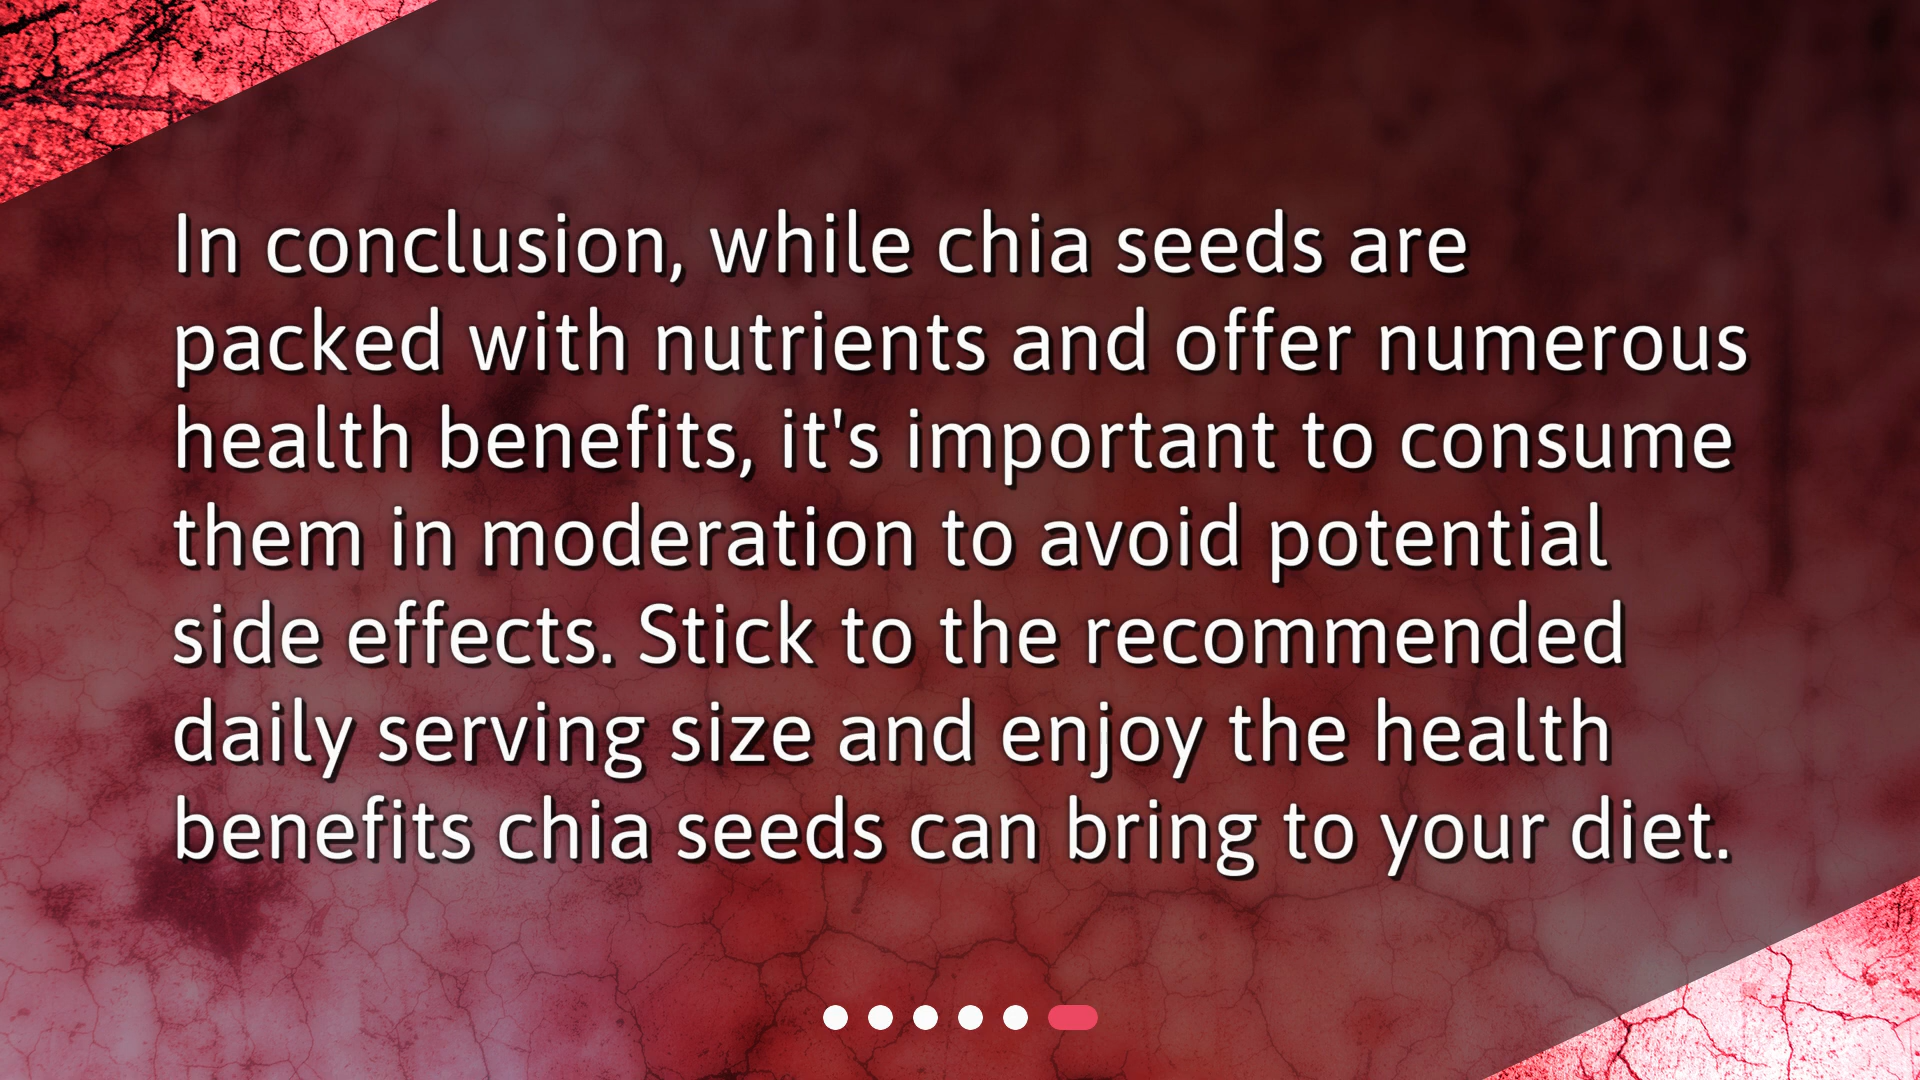 In conclusion, while chia seeds are
packed with nutrients and offer numerous
health benefits, it's important to consume
them in moderation to avoid potential
side effects. Stick to the recommended
daily serving size and enjoy the health
benefits chia seeds can bring to your diet.